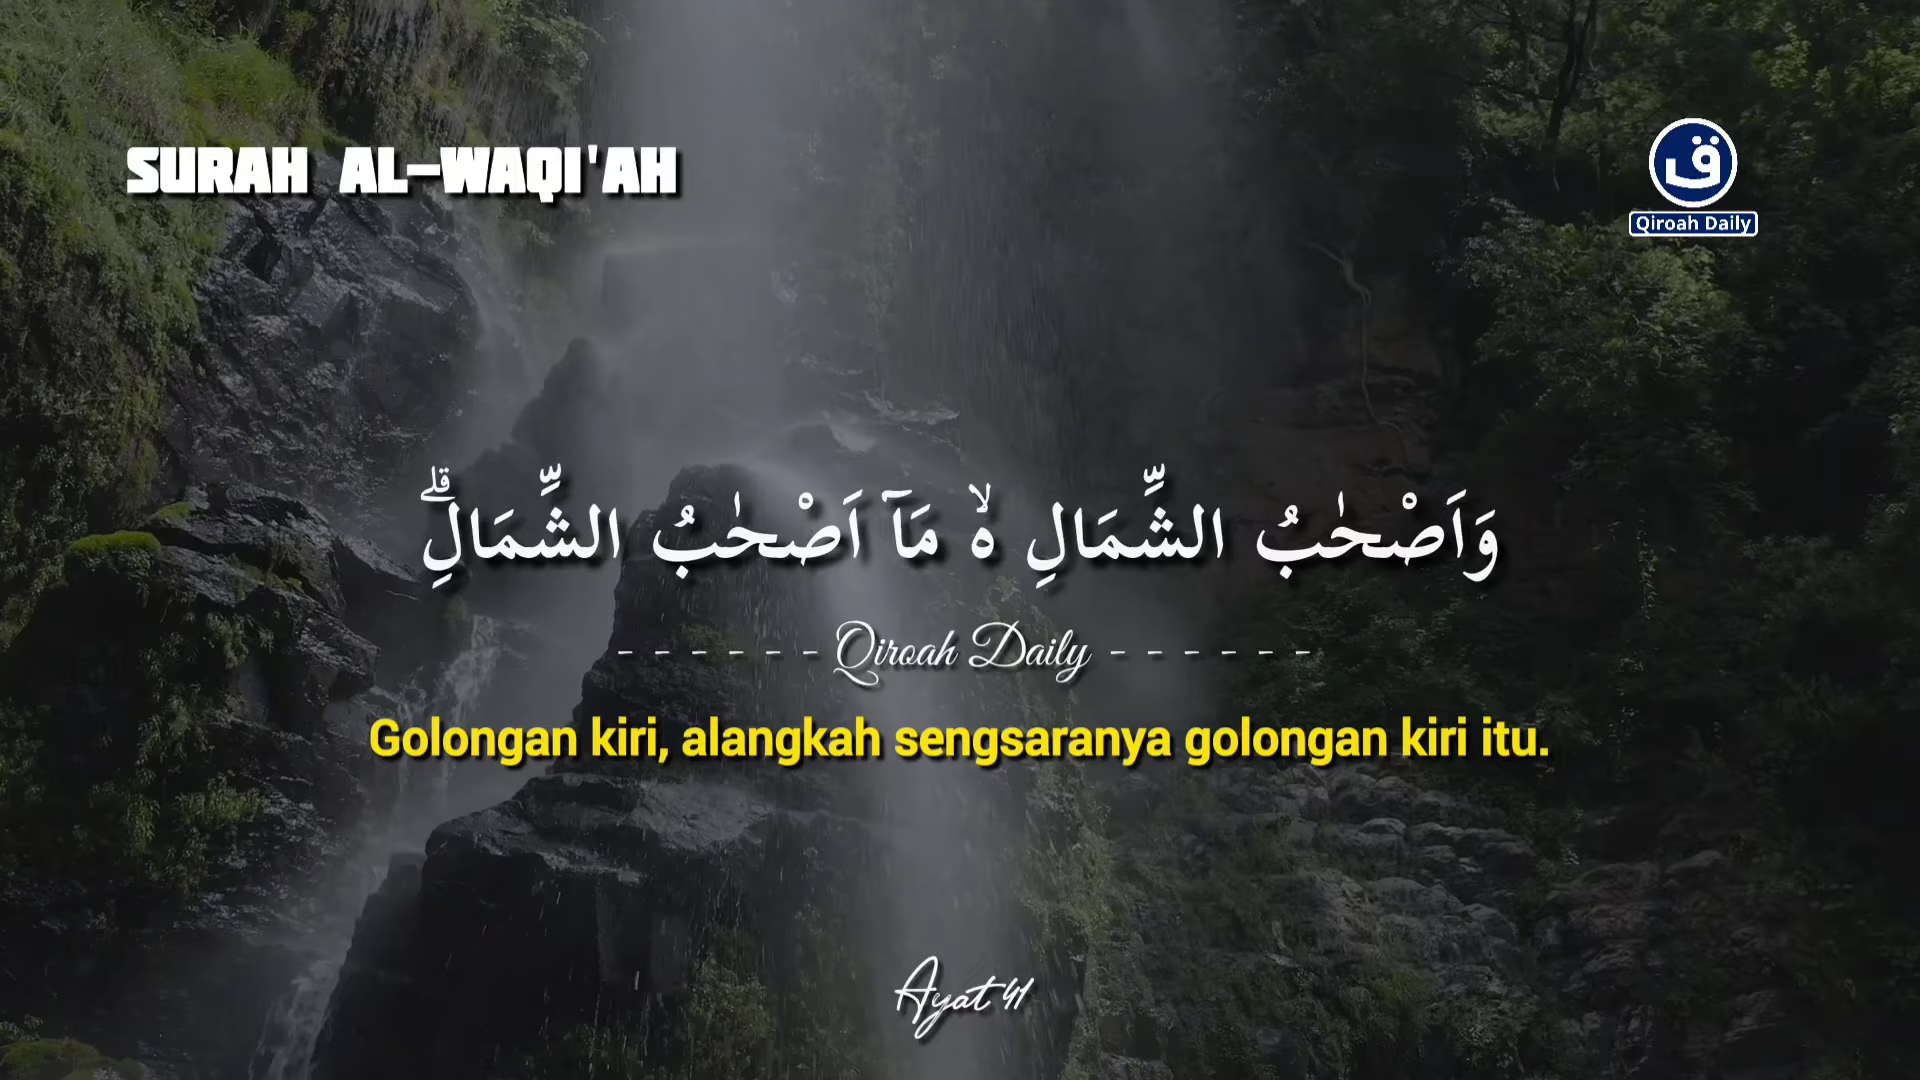 SURAH AL-WAQI'AH
ق
Qiroah Daily
وَاَصْحٰبُ الشِّمَالِ ەۙ مَآ اَصْحٰبُ الشِّمَالِۗ
------ Qiroah Daily ------
Golongan kiri, alangkah sengsaranya golongan kiri itu.
Ayat 41